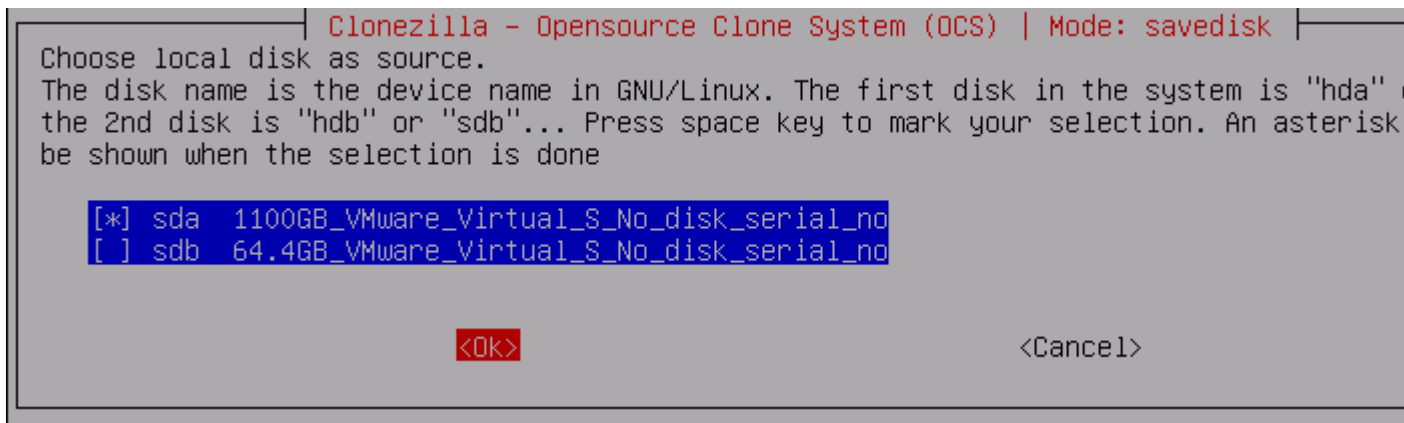 Clonezilla - Opensource Clone System (OCS) | Mode: savedisk
Choose local disk as source.
The disk name is the device name in GNU/Linux. The first disk in the system is "hda"
the 2nd disk is "hdb" or "sdb"... Press space key to mark your selection. An asterisk
be shown when the selection is done
[*] sda 1100GB_VMware_Virtual_S_No_disk_serial_no
[ ] sdb 64.4GB_VMware_Virtual_S_No_disk_serial_no
<Ok> <Cancel>